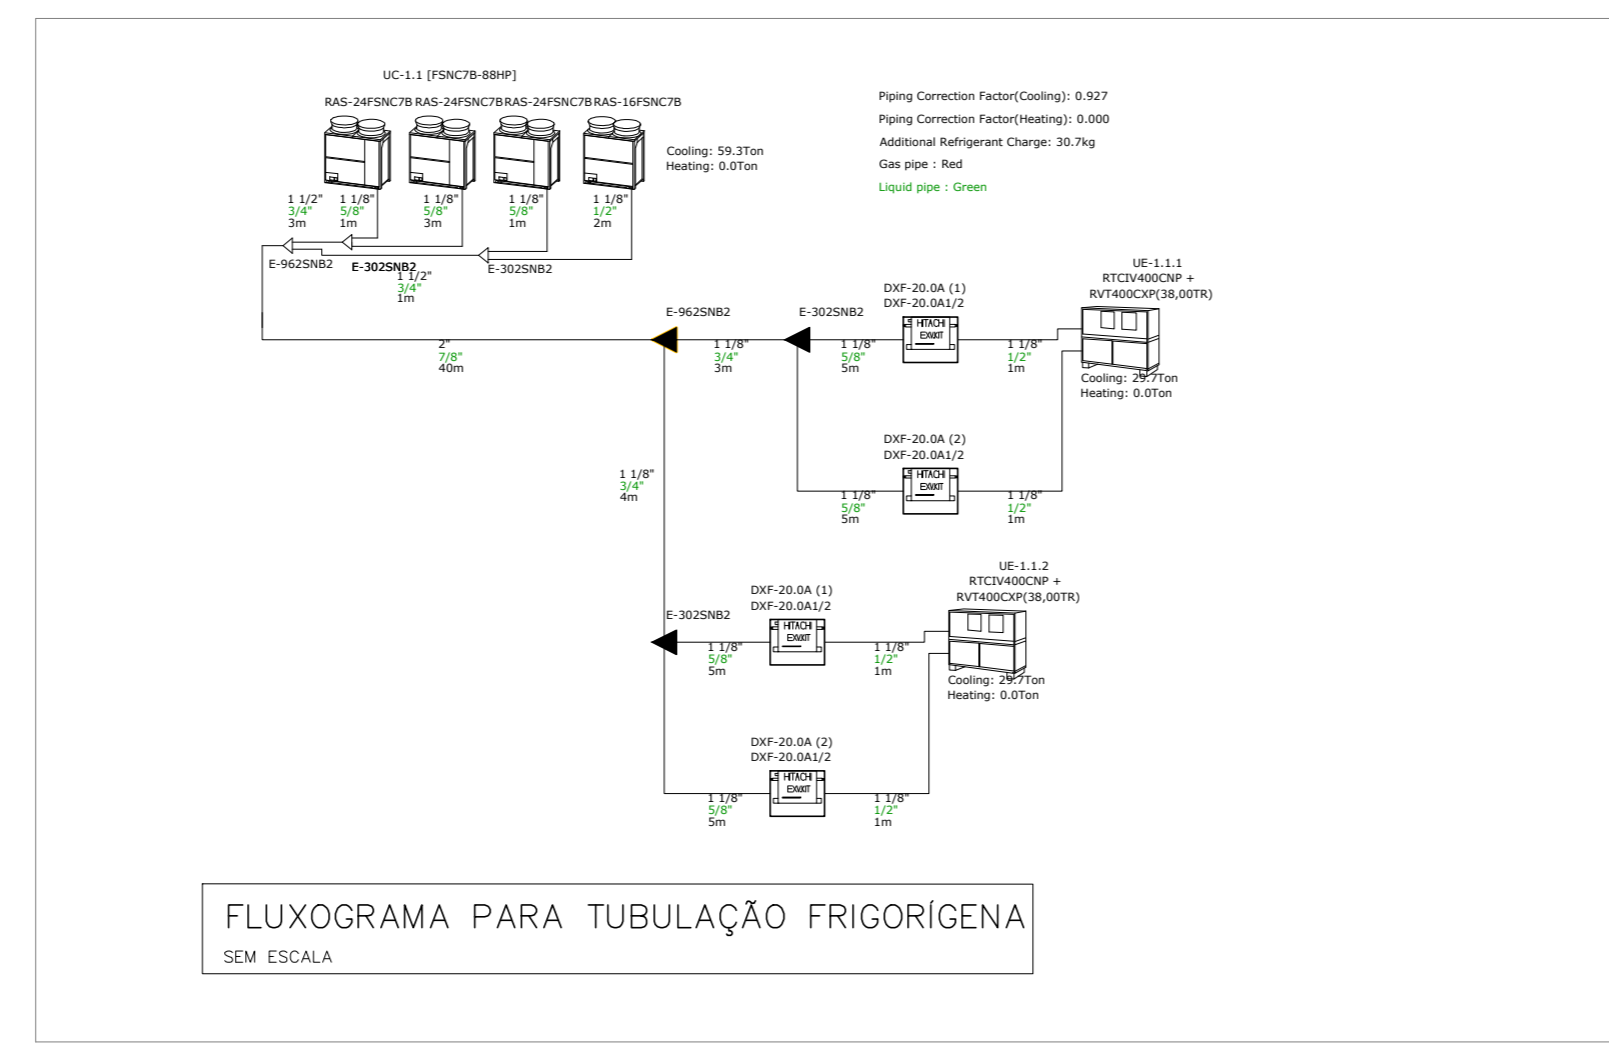 UC-1.1 [FSNC7B-88HP]
RAS-24FSNC7B RAS-24FSNC7B RAS-24FSNC7B RAS-16FSNC7B
Cooling: 59.3Ton
Heating: 0.0Ton
Piping Correction Factor(Cooling): 0.927
Piping Correction Factor(Heating): 0.000
Additional Refrigerant Charge: 30.7kg
Gas pipe : Red
Liquid pipe : Green
1 1/2"
3/4"
3m
1 1/8"
5/8"
1m
1 1/8"
5/8"
3m
1 1/8"
5/8"
1m
1 1/8"
1/2"
2m
E-962SNB2
E-302SNB2
E-302SNB2
1 1/2"
3/4"
1m
2"
7/8"
40m
E-962SNB2
1 1/8"
3/4"
3m
E-302SNB2
1 1/8"
5/8"
5m
DXF-20.0A (1)
DXF-20.0A1/2
HITACHI
EXV.KIT
1 1/8"
1/2"
1m
UE-1.1.1
RTCIV400CNP +
RVT400CXP(38,00TR)
Cooling: 29.7Ton
Heating: 0.0Ton
DXF-20.0A (2)
DXF-20.0A1/2
HITACHI
EXV.KIT
1 1/8"
5/8"
5m
1 1/8"
1/2"
1m
1 1/8"
3/4"
4m
E-302SNB2
DXF-20.0A (1)
DXF-20.0A1/2
HITACHI
EXV.KIT
1 1/8"
5/8"
5m
1 1/8"
1/2"
1m
UE-1.1.2
RTCIV400CNP +
RVT400CXP(38,00TR)
Cooling: 29.7Ton
Heating: 0.0Ton
DXF-20.0A (2)
DXF-20.0A1/2
HITACHI
EXV.KIT
1 1/8"
5/8"
5m
1 1/8"
1/2"
1m
FLUXOGRAMA PARA TUBULAÇÃO FRIGORÍGENA
SEM ESCALA